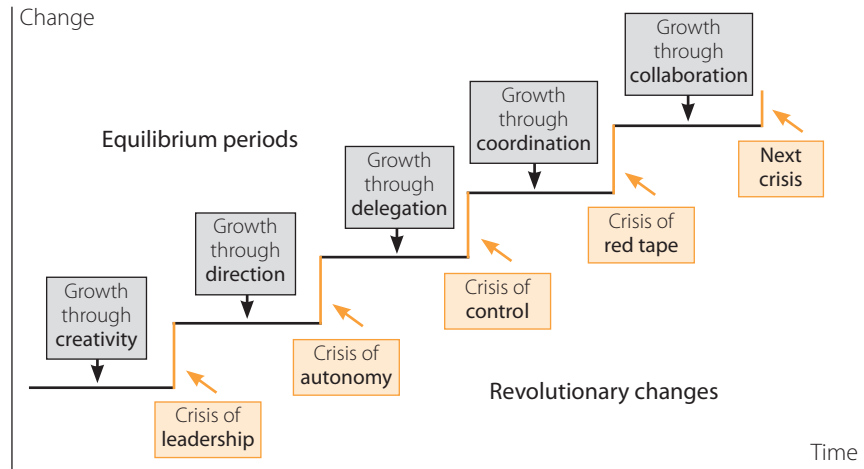 Change
Growth
through
collaboration
Growth
through
coordination
Equilibrium periods
Growth
through
delegation
Next
crisis
Growth
through
direction
Crisis of
red tape
Growth
through
creativity
Crisis of
control
Crisis of
autonomy
Revolutionary changes
Crisis of
leadership
Time